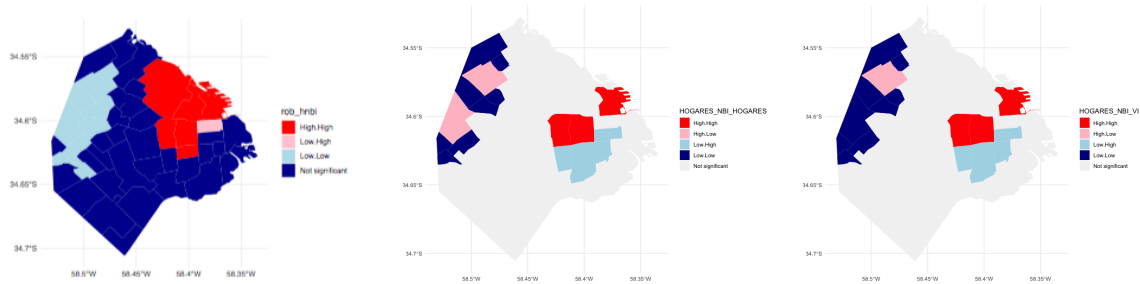 34.55°S
34.6°S
34.65°S
34.7°S
58.5°W
58.45°W
58.4°W
58.35°W
rob_hnbi
High.High
Low.High
Low.Low
Not significant
34.55°S
34.6°S
34.65°S
34.7°S
58.5°W
58.45°W
58.4°W
58.35°W
HOGARES_NBI_HOGARES
High.High
High.Low
Low.High
Low.Low
Not significant
34.55°S
34.6°S
34.65°S
34.7°S
58.5°W
58.45°W
58.4°W
58.35°W
HOGARES_NBI_VI
High.High
High.Low
Low.High
Low.Low
Not significant